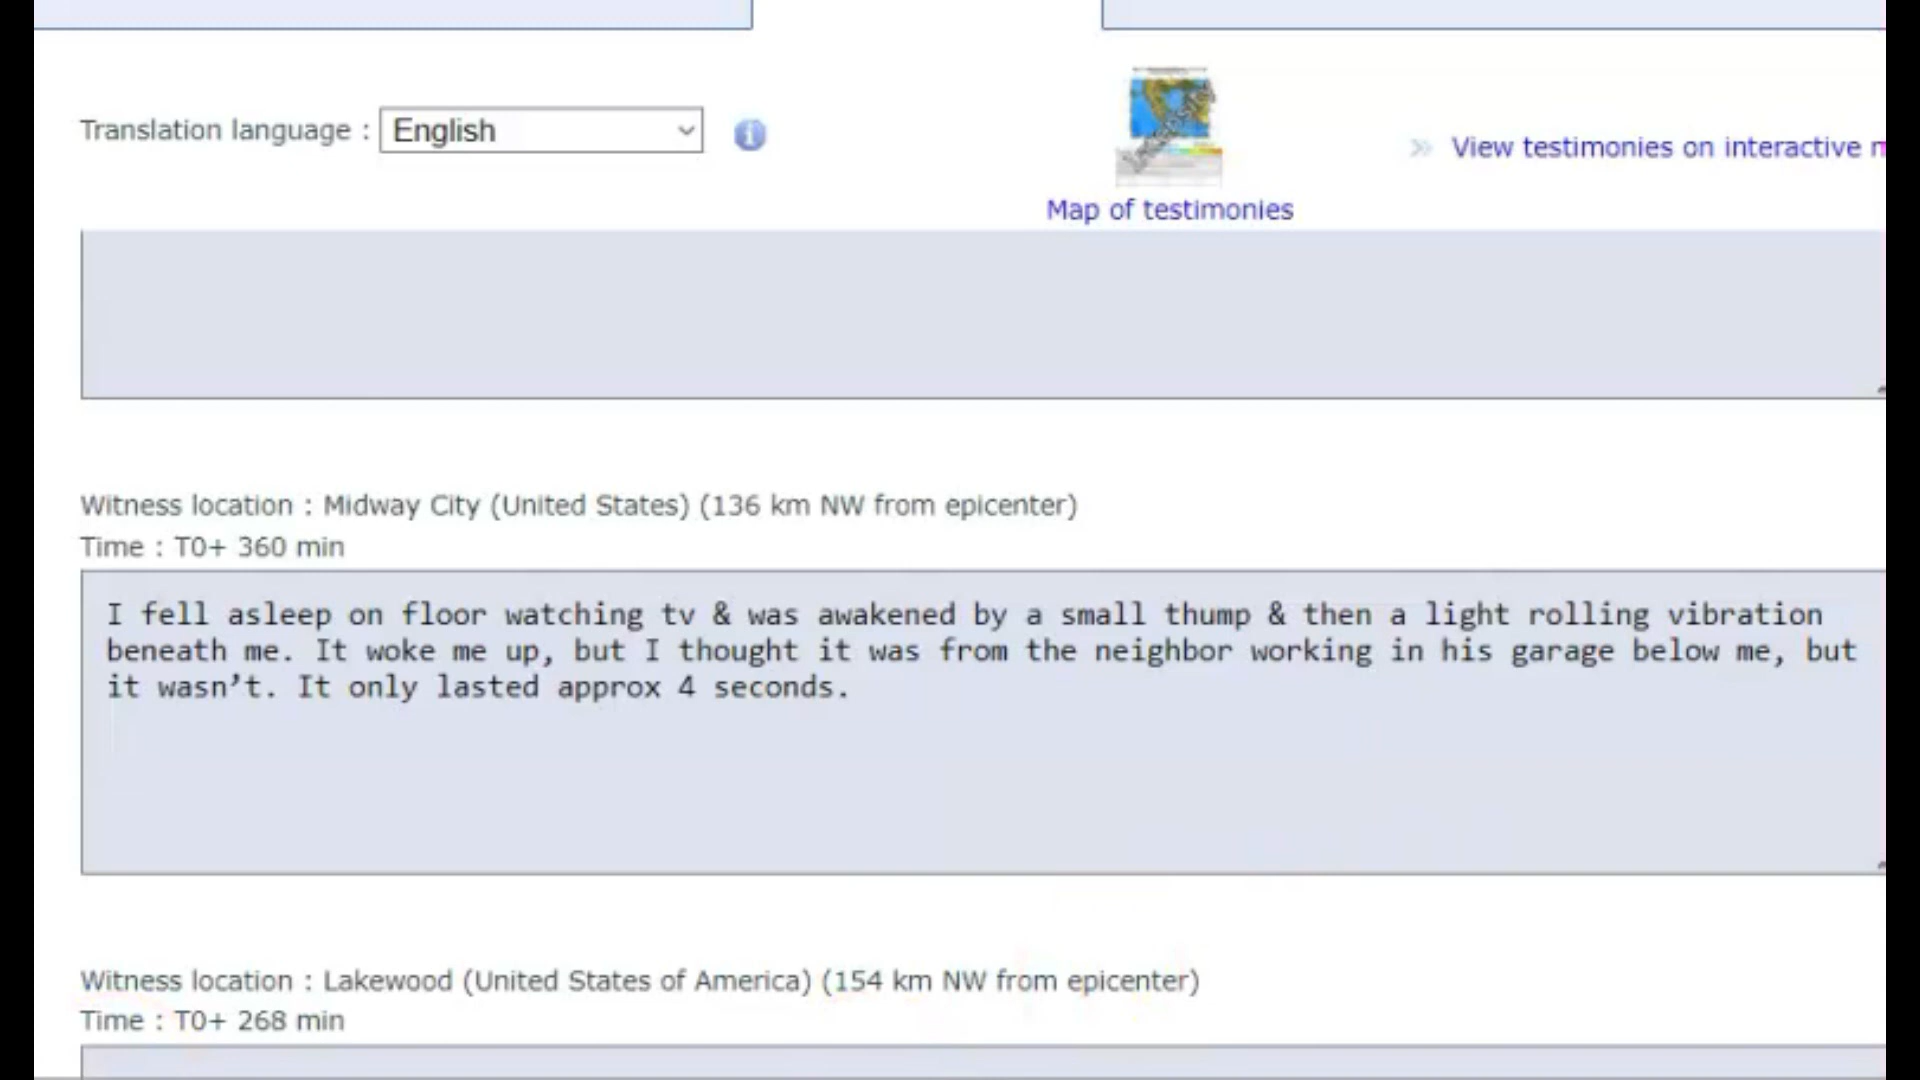 Translation language : English
View testimonies on interactive
Map of testimonies
Witness location : Midway City (United States) (136 km NW from epicenter)
Time : T0+ 360 min
I fell asleep on floor watching tv & was awakened by a small thump & then a light rolling vibration
beneath me. It woke me up, but I thought it was from the neighbor working in his garage below me, but
it wasn’t. It only lasted approx 4 seconds.
Witness location : Lakewood (United States of America) (154 km NW from epicenter)
Time : T0+ 268 min